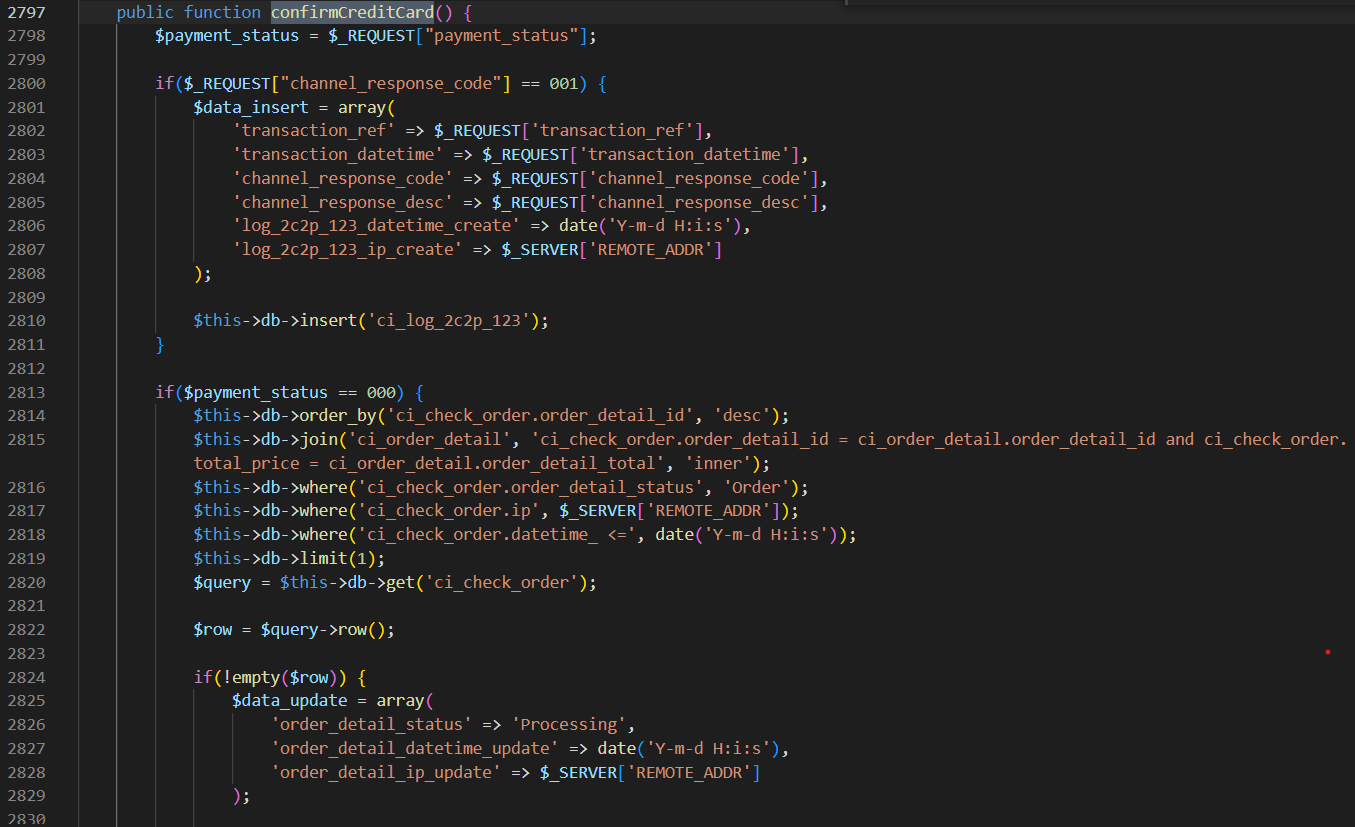 2797 public function confirmCreditCard() {
2798 $payment_status = $_REQUEST["payment_status"];
2799
2800 if($_REQUEST["channel_response_code"] == 001) {
2801 $data_insert = array(
2802 'transaction_ref' => $_REQUEST['transaction_ref'],
2803 'transaction_datetime' => $_REQUEST['transaction_datetime'],
2804 'channel_response_code' => $_REQUEST['channel_response_code'],
2805 'channel_response_desc' => $_REQUEST['channel_response_desc'],
2806 'log_2c2p_123_datetime_create' => date('Y-m-d H:i:s'),
2807 'log_2c2p_123_ip_create' => $_SERVER['REMOTE_ADDR']
2808 );
2809
2810 $this->db->insert('ci_log_2c2p_123');
2811 }
2812
2813 if($payment_status == 000) {
2814 $this->db->order_by('ci_check_order.order_detail_id', 'desc');
2815 $this->db->join('ci_order_detail', 'ci_check_order.order_detail_id = ci_order_detail.order_detail_id and ci_check_order.
total_price = ci_order_detail.order_detail_total', 'inner');
2816 $this->db->where('ci_check_order.order_detail_status', 'Order');
2817 $this->db->where('ci_check_order.ip', $_SERVER['REMOTE_ADDR']);
2818 $this->db->where('ci_check_order.datetime_ <=', date('Y-m-d H:i:s'));
2819 $this->db->limit(1);
2820 $query = $this->db->get('ci_check_order');
2821
2822 $row = $query->row();
2823
2824 if(!empty($row)) {
2825 $data_update = array(
2826 'order_detail_status' => 'Processing',
2827 'order_detail_datetime_update' => date('Y-m-d H:i:s'),
2828 'order_detail_ip_update' => $_SERVER['REMOTE_ADDR']
2829 );
2830